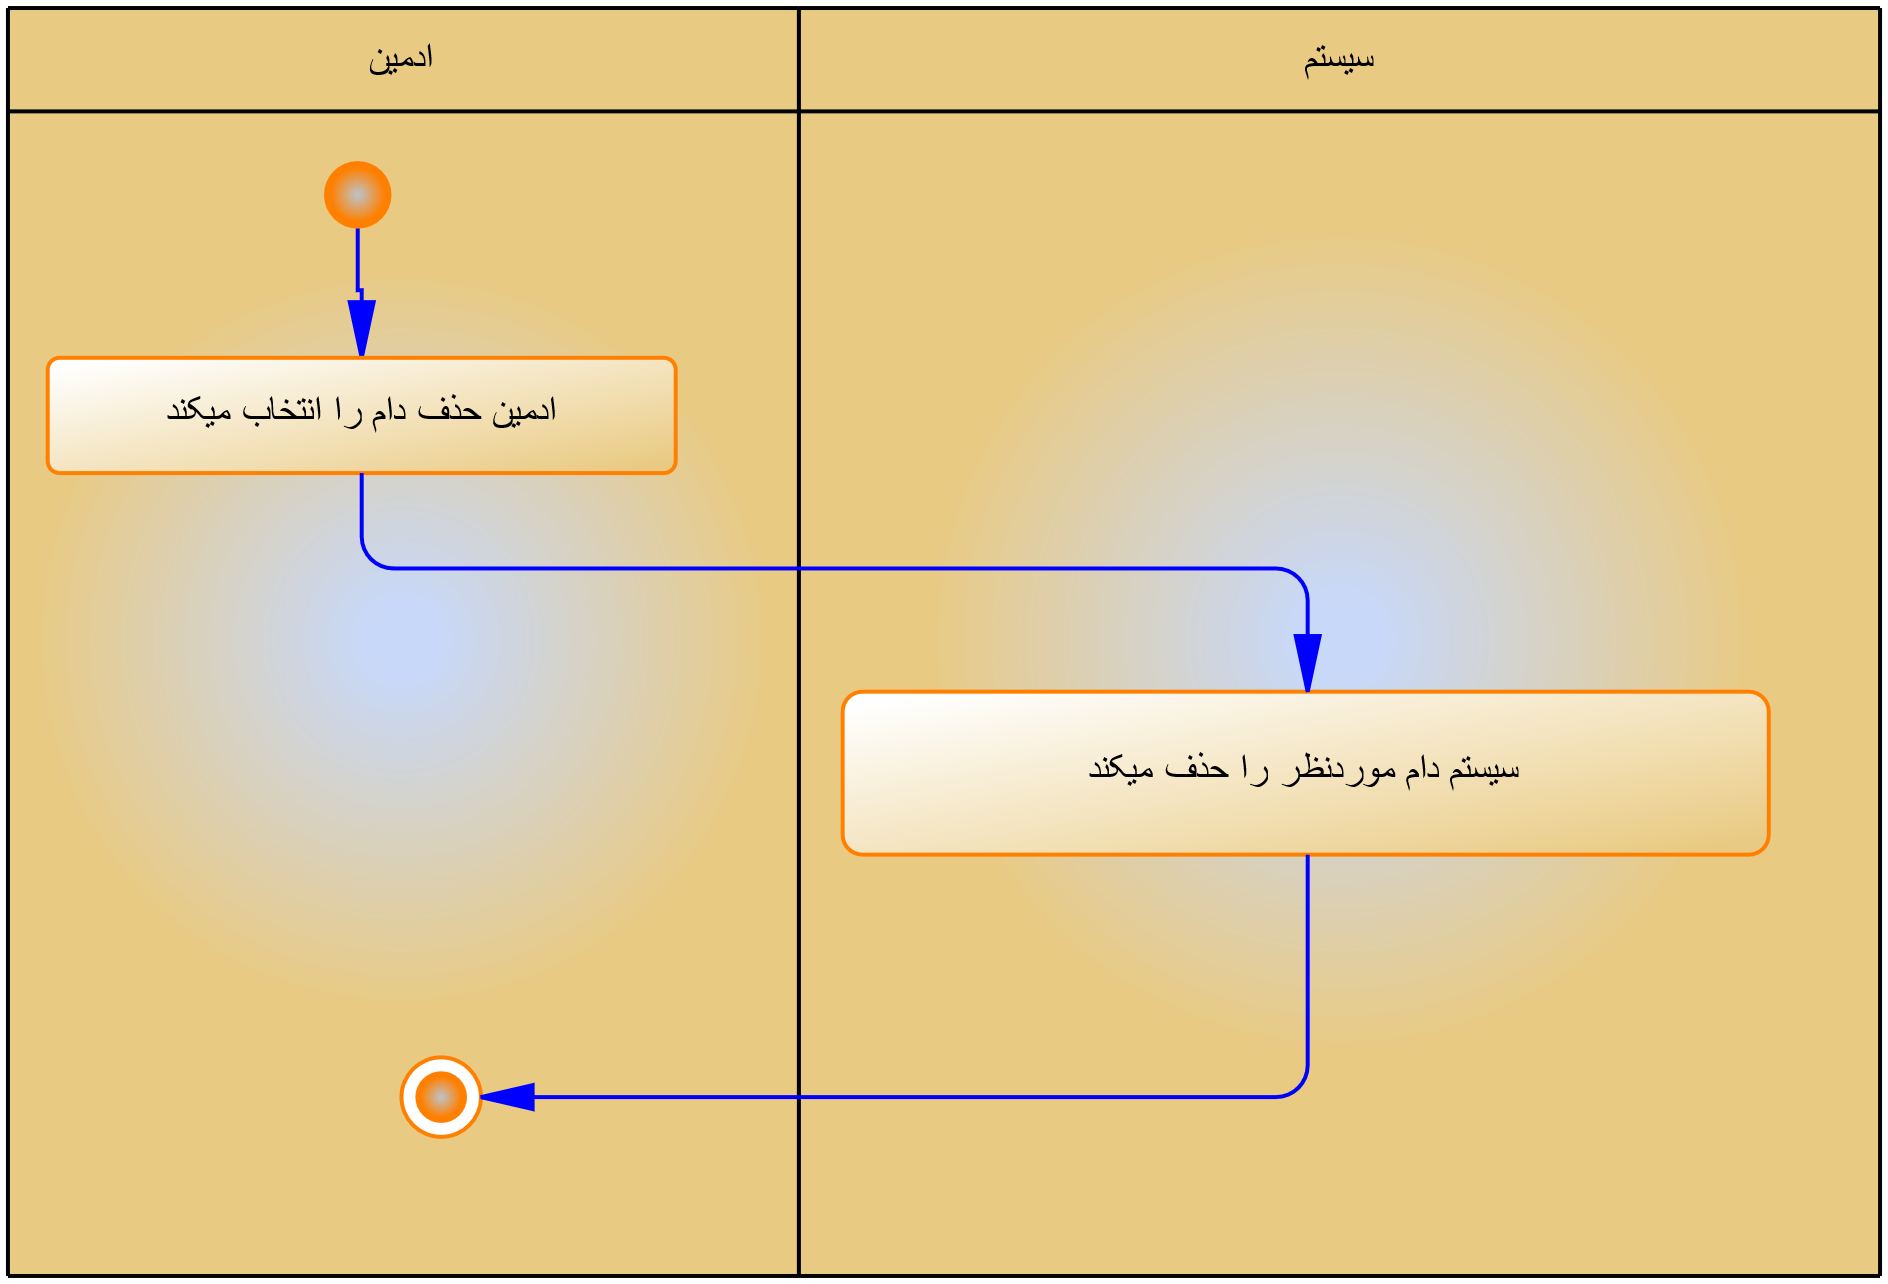 ادمین
سیستم
ادمین حذف دام را انتخاب میکند
سیستم دام موردنظر را حذف میکند